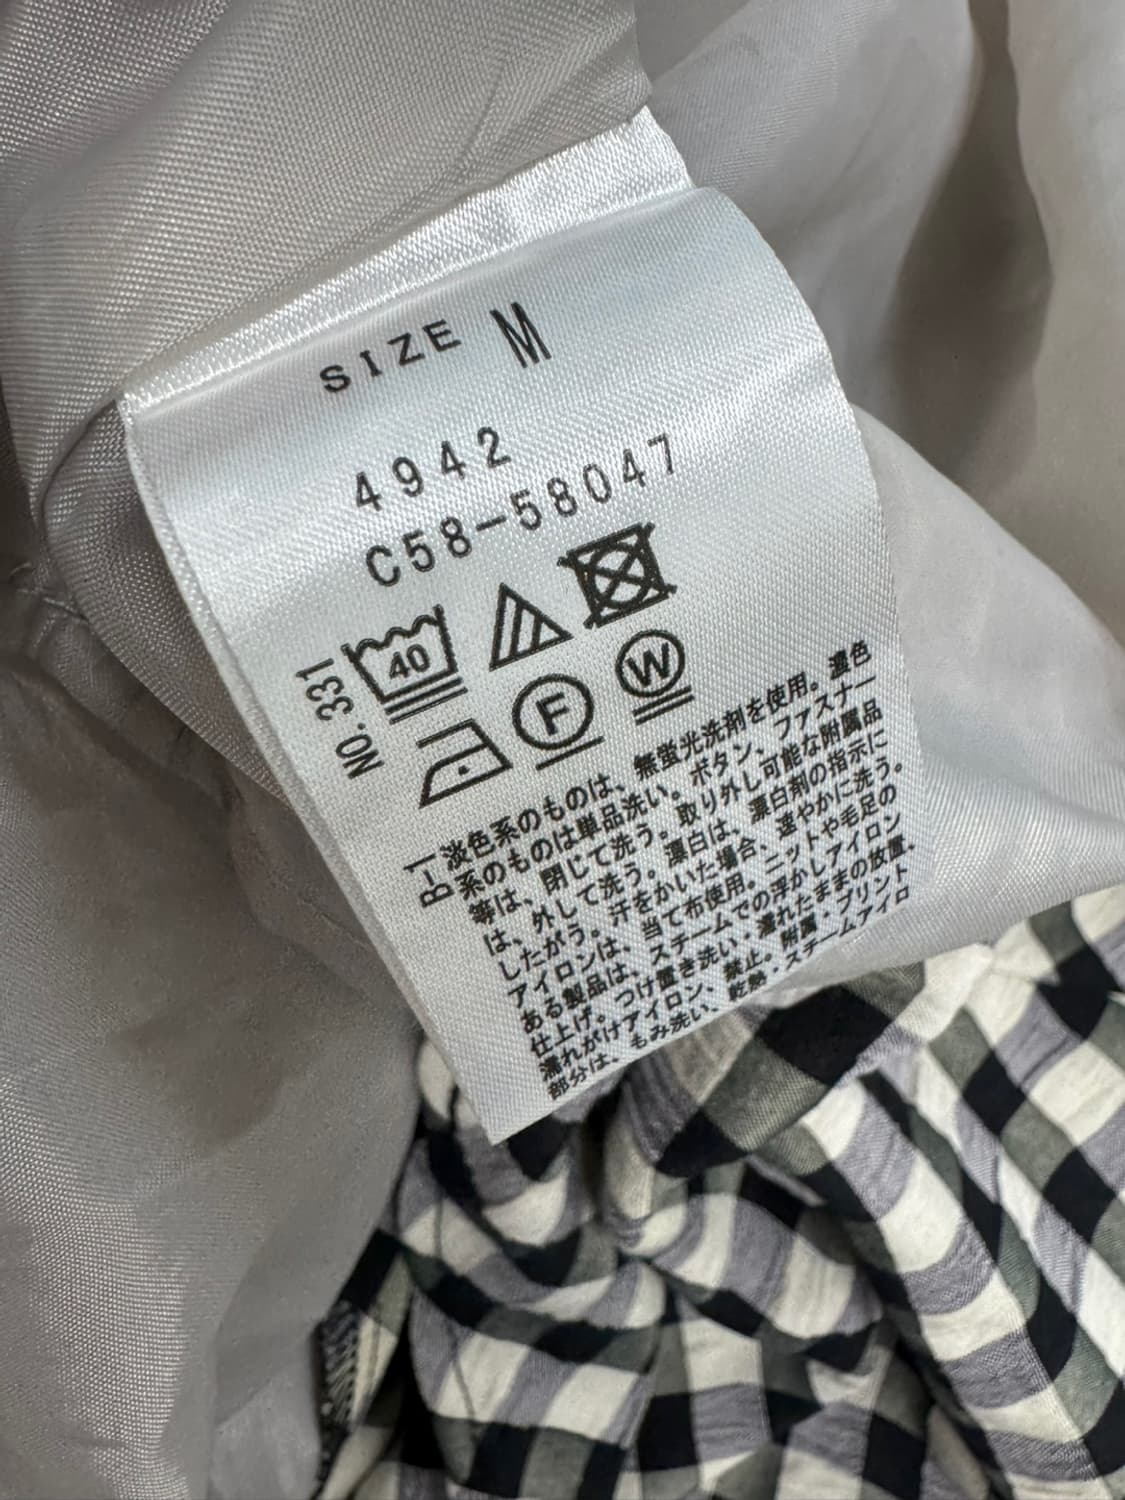 SIZE M
4942
C58-58047
NO.331
40
F
W
B-1
淡色系のものは、無蛍光洗剤を使用。濃色
系のものは単品洗い。ボタン、ファスナー
等は、閉じて洗う。取り外し可能な附属品
は、外して洗う。漂白は、漂白剤の指示に
したがう。汗をかいた場合、速やかに洗う。
アイロンは、当て布使用。ニットや毛足の
ある製品は、スチームでの浮かしアイロン
仕上げ。つけ置き洗い・濡れたままの放置、
濡れがけアイロン、禁止。附属・プリント
部分は、もみ洗い、乾熱・スチームアイロ